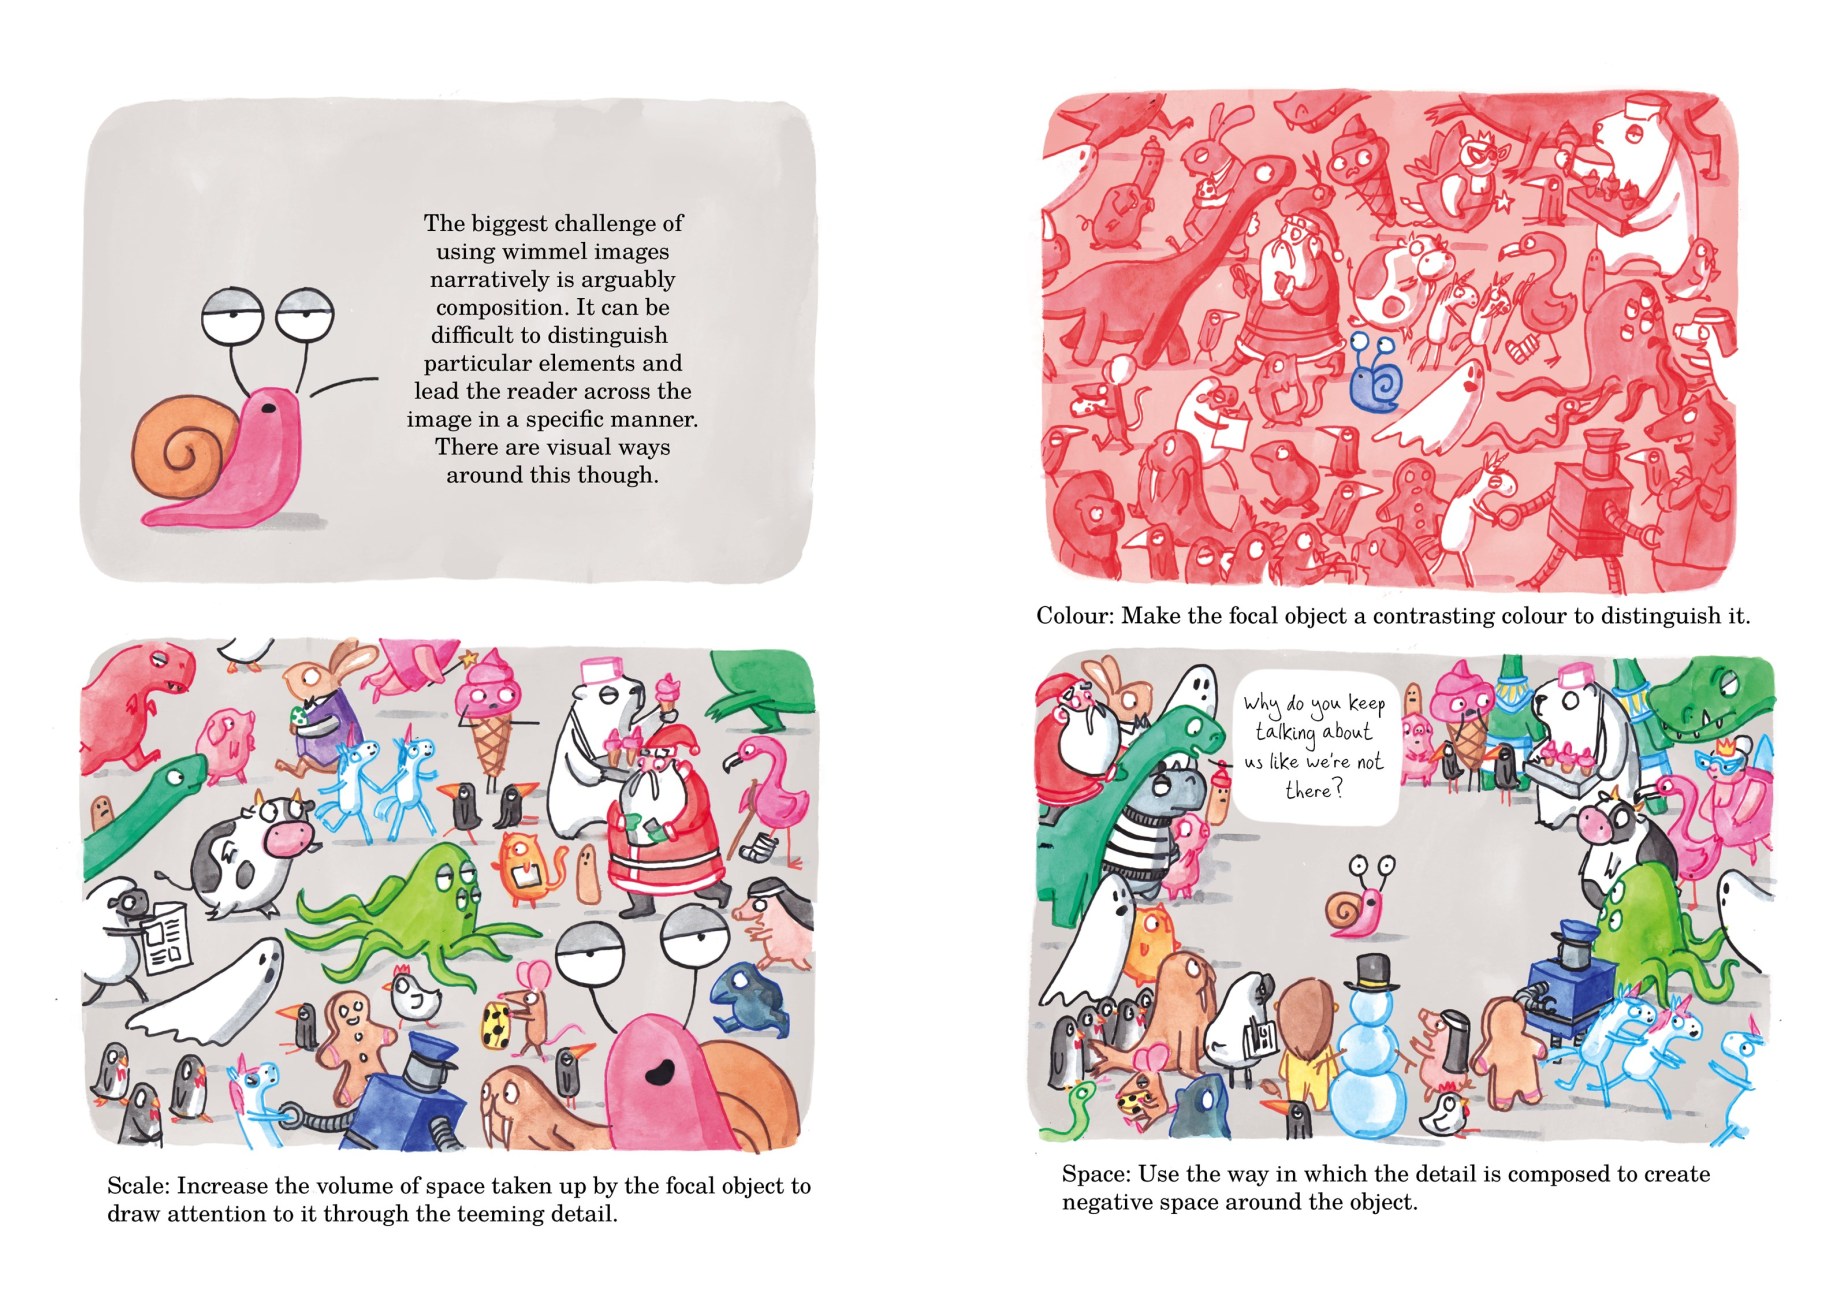 The biggest challenge of
using wimmel images
narratively is arguably
composition. It can be
difficult to distinguish
particular elements and
lead the reader across the
image in a specific manner.
There are visual ways
around this though.
Scale: Increase the volume of space taken up by the focal object to
draw attention to it through the teeming detail.
Colour: Make the focal object a contrasting colour to distinguish it.
Why do you keep
talking about
us like we're not
there?
Space: Use the way in which the detail is composed to create
negative space around the object.